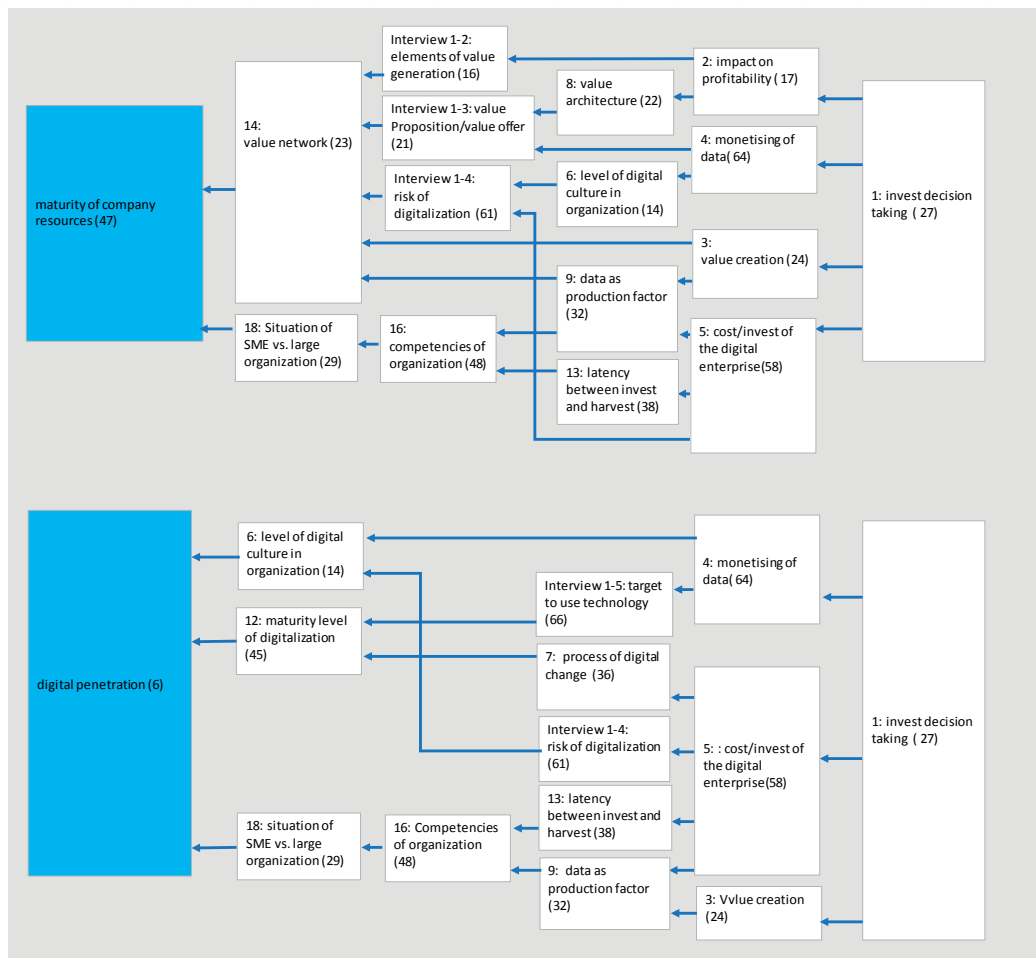 Interview 1-2:
elements of value
generation (16)
2: impact on
profitability ( 17)
8: value
architecture (22)
14:
value network (23)
Interview 1-3: value
Proposition/value offer
(21)
4: monetising of
data( 64)
Interview 1-4:
risk of
digitalization (61)
6: level of digital
culture in
organization (14)
1: invest decision
taking ( 27)
maturity of company
resources (47)
3:
value creation (24)
9: data as
production factor
(32)
18: Situation of
SME vs. large
organization (29)
16:
competencies of
organization (48)
5: cost/invest of
the digital
enterprise(58)
13: latency
between invest
and harvest (38)
6: level of digital
culture in
organization (14)
4: monetising of
data( 64)
Interview 1-5: target
to use technology
(66)
12: maturity level
of digitalization
(45)
7: process of digital
change (36)
digital penetration (6)
1: invest decision
taking ( 27)
Interview 1-4:
risk of digitalization
(61)
5: : cost/invest of
the digital
enterprise(58)
13: latency
between invest and
harvest (38)
18: situation of
SME vs. large
organization (29)
16: Competencies
of organization
(48)
9: data as
production factor
(32)
3: Vvlue creation
(24)